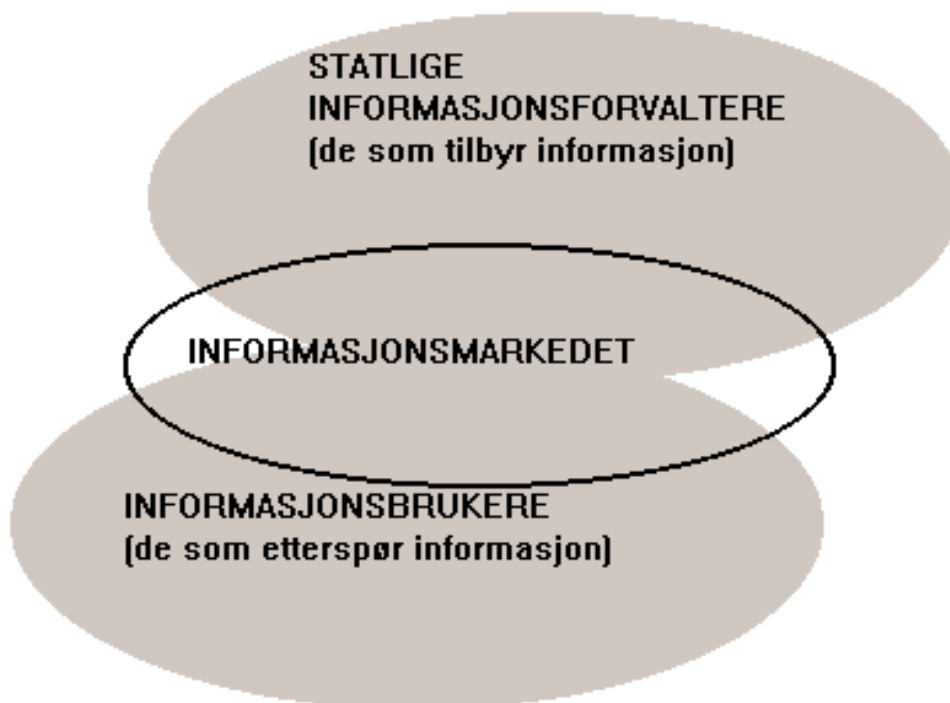 STATLIGE
INFORMASJONSFORVALTERE
(de som tilbyr informasjon)
INFORMASJONSMARKEDET
INFORMASJONSBRUKERE
(de som etterspør informasjon)